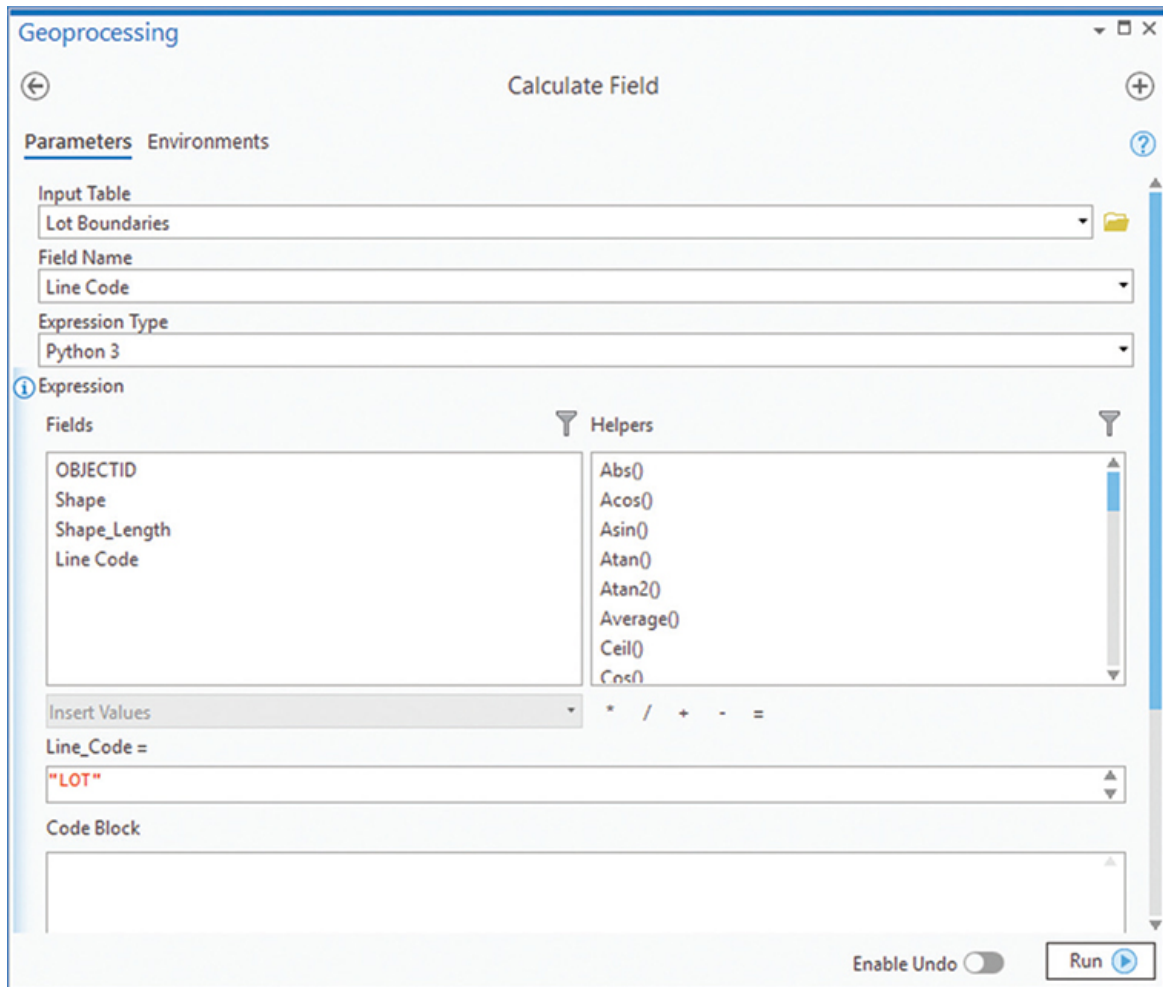 Geoprocessing
Calculate Field
Parameters Environments
Input Table
Lot Boundaries
Field Name
Line Code
Expression Type
Python 3
Expression
Fields
Helpers
OBJECTID
Shape
Shape_Length
Line Code
Abs()
Acos()
Asin()
Atan()
Atan2()
Average()
Ceil()
Cos()
Insert Values
* / + - =
Line_Code =
"LOT"
Code Block
Enable Undo
Run